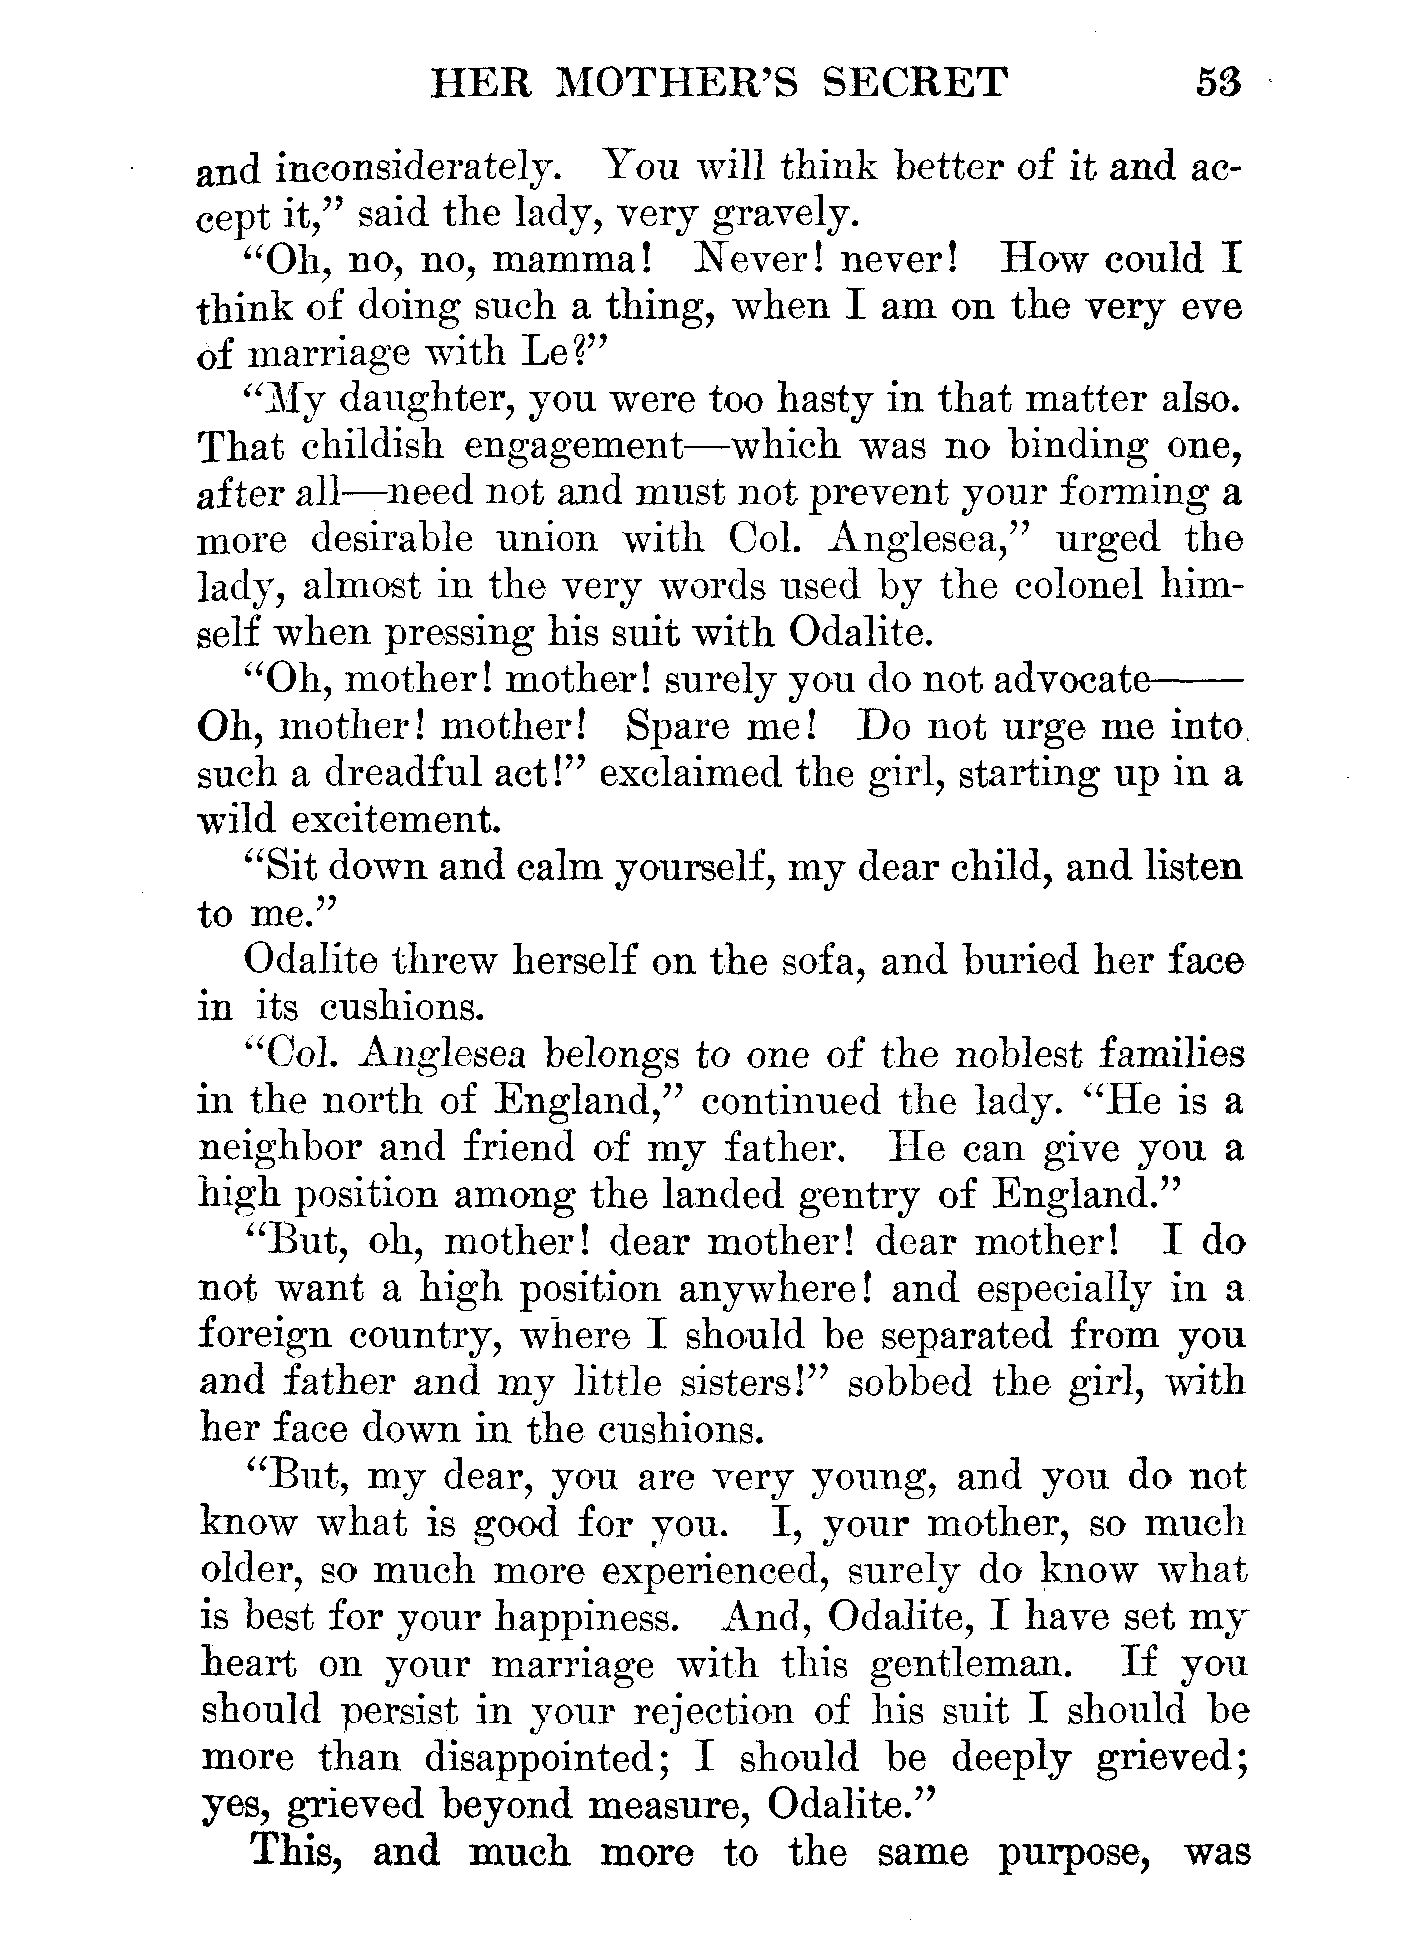 HER MOTHER'S SECRET 53
and inconsiderately. You will think better of it and ac-
cept it,” said the lady, very gravely.
“Oh, no, no, mamma! Never! never! How could I
think of doing such a thing, when I am on the very eve
of marriage with Le?”
“My daughter, you were too hasty in that matter also.
That childish engagement—which was no binding one,
after all—need not and must not prevent your forming a
more desirable union with Col. Anglesea,” urged the
lady, almost in the very words used by the colonel him-
self when pressing his suit with Odalite.
“Oh, mother! mother! surely you do not advocate——
Oh, mother! mother! Spare me! Do not urge me into
such a dreadful act!” exclaimed the girl, starting up in a
wild excitement.
“Sit down and calm yourself, my dear child, and listen
to me.”
Odalite threw herself on the sofa, and buried her face
in its cushions.
“Col. Anglesea belongs to one of the noblest families
in the north of England,” continued the lady. “He is a
neighbor and friend of my father. He can give you a
high position among the landed gentry of England.”
“But, oh, mother! dear mother! dear mother! I do
not want a high position anywhere! and especially in a
foreign country, where I should be separated from you
and father and my little sisters!” sobbed the girl, with
her face down in the cushions.
“But, my dear, you are very young, and you do not
know what is good for you. I, your mother, so much
older, so much more experienced, surely do know what
is best for your happiness. And, Odalite, I have set my
heart on your marriage with this gentleman. If you
should persist in your rejection of his suit I should be
more than disappointed; I should be deeply grieved;
yes, grieved beyond measure, Odalite.”
This, and much more to the same purpose, was